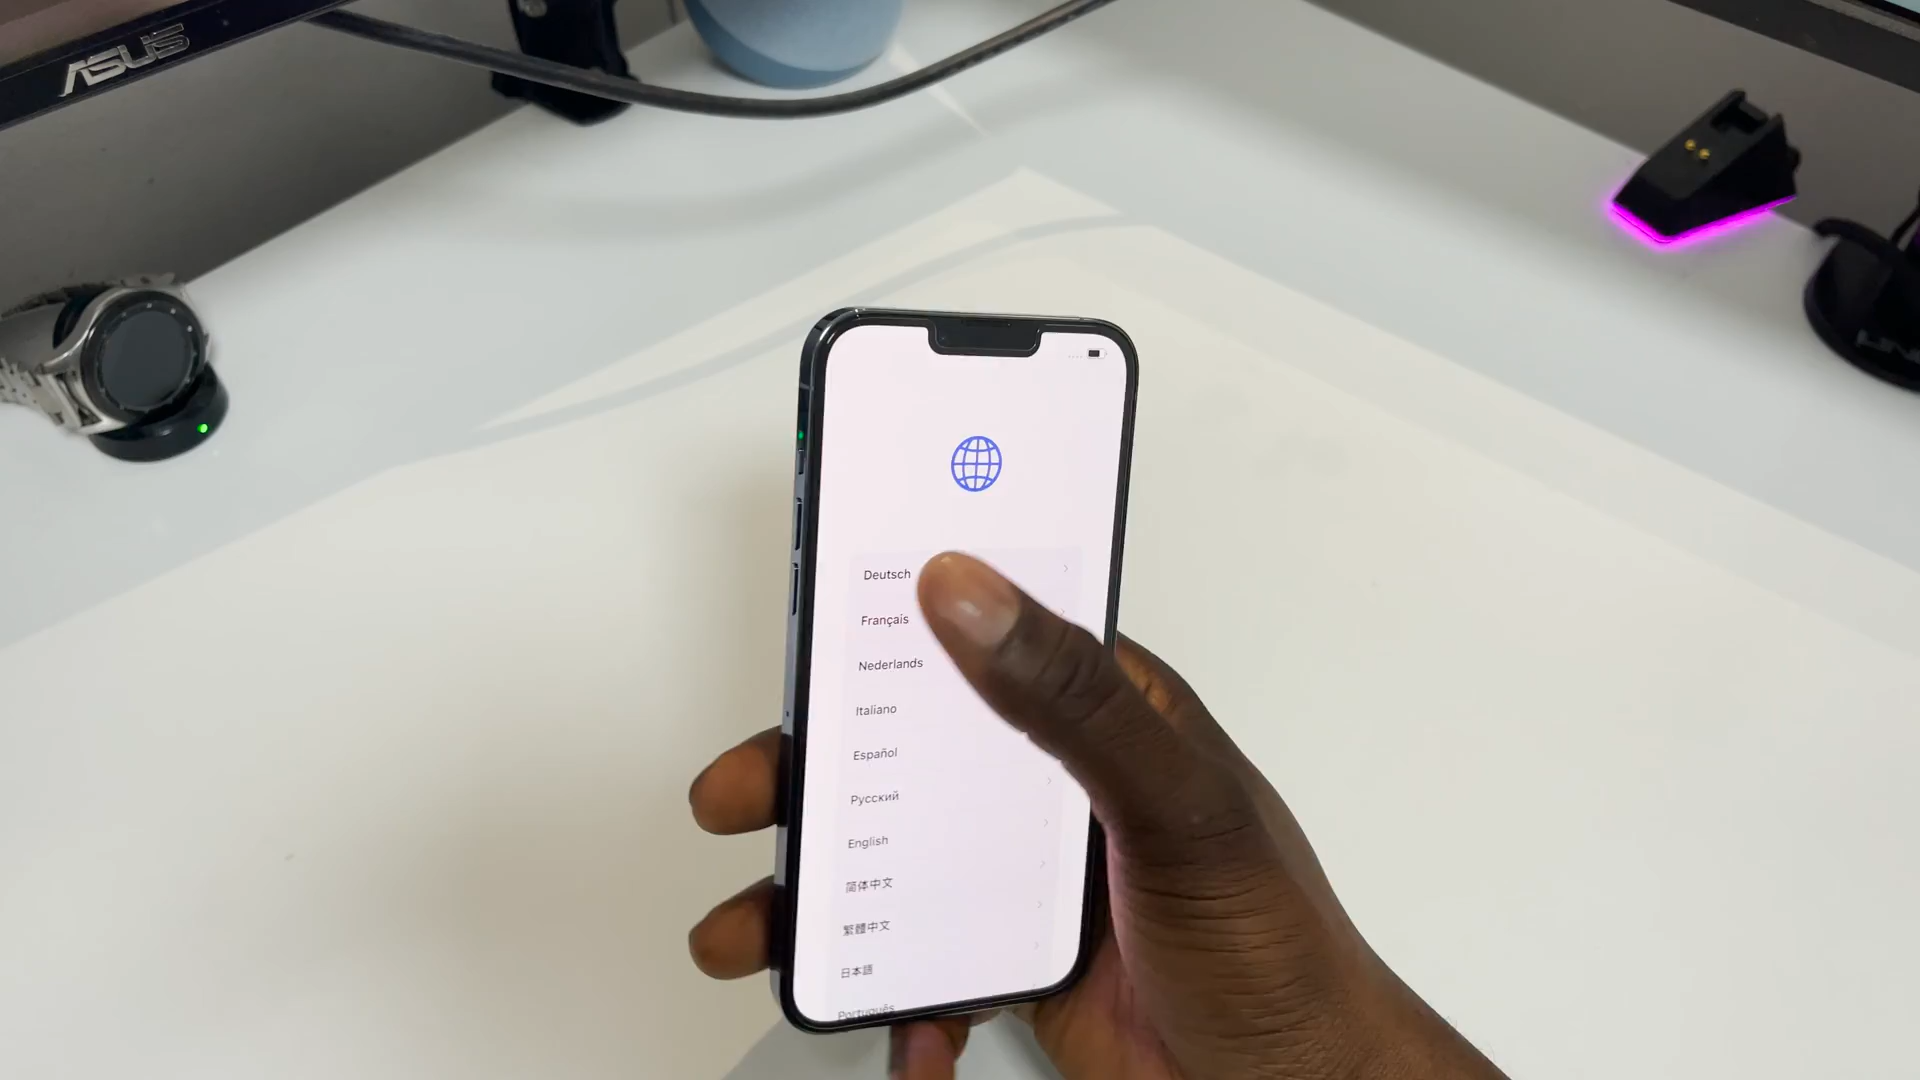 ASUS
Deutsch
Français
Nederlands
Italiano
Español
Русский
English
简体中文
繁體中文
日本語
Português